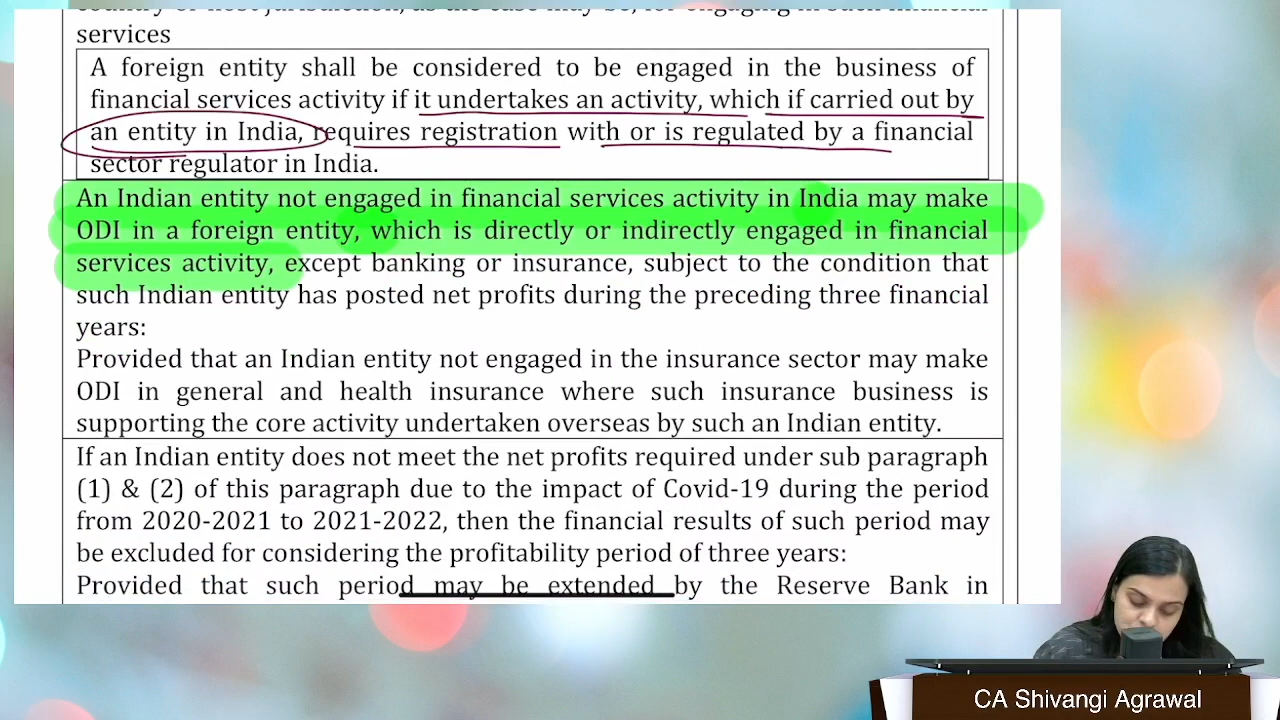 services
A foreign entity shall be considered to be engaged in the business of
financial services activity if it undertakes an activity, which if carried out by
an entity in India, requires registration with or is regulated by a financial
sector regulator in India.
An Indian entity not engaged in financial services activity in India may make
ODI in a foreign entity, which is directly or indirectly engaged in financial
services activity, except banking or insurance, subject to the condition that
such Indian entity has posted net profits during the preceding three financial
years:
Provided that an Indian entity not engaged in the insurance sector may make
ODI in general and health insurance where such insurance business is
supporting the core activity undertaken overseas by such an Indian entity.
If an Indian entity does not meet the net profits required under sub paragraph
(1) & (2) of this paragraph due to the impact of Covid-19 during the period
from 2020-2021 to 2021-2022, then the financial results of such period may
be excluded for considering the profitability period of three years:
Provided that such period may be extended by the Reserve Bank in
CA Shivangi Agrawal